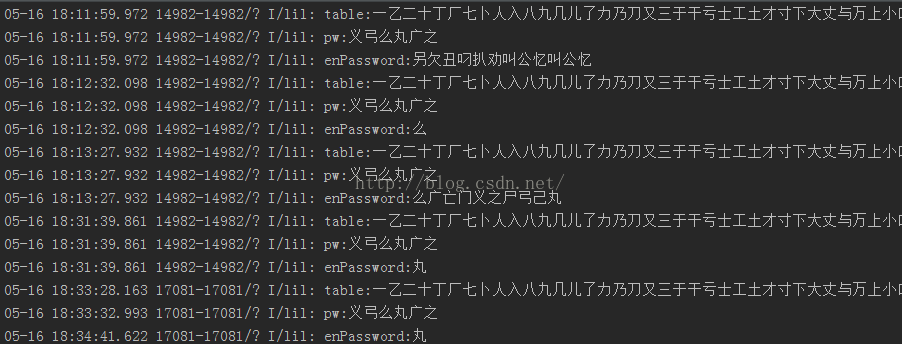 05-16 18:11:59.972 14982-14982/? I/lil: table:一乙二十丁厂七卜人入八九几儿了力乃刀又三于干亏士工土才寸下大丈与万上小
05-16 18:11:59.972 14982-14982/? I/lil: pw:义弓么丸广之
05-16 18:11:59.972 14982-14982/? I/lil: enPassword:另欠丑叼扒劝叫公忆叫公忆
05-16 18:12:32.098 14982-14982/? I/lil: table:一乙二十丁厂七卜人入八九几儿了力乃刀又三于干亏士工土才寸下大丈与万上小
05-16 18:12:32.098 14982-14982/? I/lil: pw:义弓么丸广之
05-16 18:12:32.098 14982-14982/? I/lil: enPassword:么
05-16 18:13:27.932 14982-14982/? I/lil: table:一乙二十丁厂七卜人入八九几儿了力乃刀又三于干亏士工土才寸下大丈与万上小
05-16 18:13:27.932 14982-14982/? I/lil: pw:义弓么丸广之
http://blog.csdn.net/
05-16 18:13:27.932 14982-14982/? I/lil: enPassword:么广亡门义之尸弓己丸
05-16 18:31:39.861 14982-14982/? I/lil: table:一乙二十丁厂七卜人入八九几儿了力乃刀又三于干亏士工土才寸下大丈与万上小
05-16 18:31:39.861 14982-14982/? I/lil: pw:义弓么丸广之
05-16 18:31:39.861 14982-14982/? I/lil: enPassword:丸
05-16 18:33:28.163 17081-17081/? I/lil: table:一乙二十丁厂七卜人入八九几儿了力乃刀又三于干亏士工土才寸下大丈与万上小
05-16 18:33:32.993 17081-17081/? I/lil: pw:义弓么丸广之
05-16 18:34:41.622 17081-17081/? I/lil: enPassword:丸